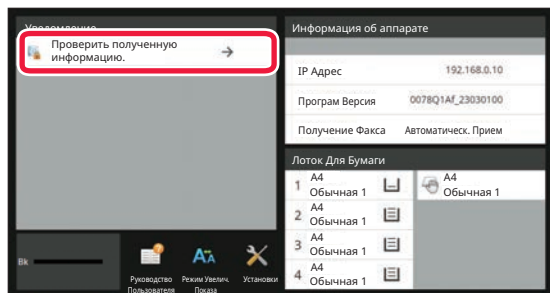 Уведомление
Проверить полученную
информацию.
Информация об аппарате
IP Адрес 192.168.0.10
Програм Версия 0078Q1Af_23030100
Получение Факса Автоматическ. Прием
Лоток Для Бумаги
1 A4
Обычная 1
A4
Обычная 1
2 A4
Обычная 1
3 A4
Обычная 1
4 A4
Обычная 1
Bk
Руководство
Пользователя
Режим Увелич.
Показа
Установки